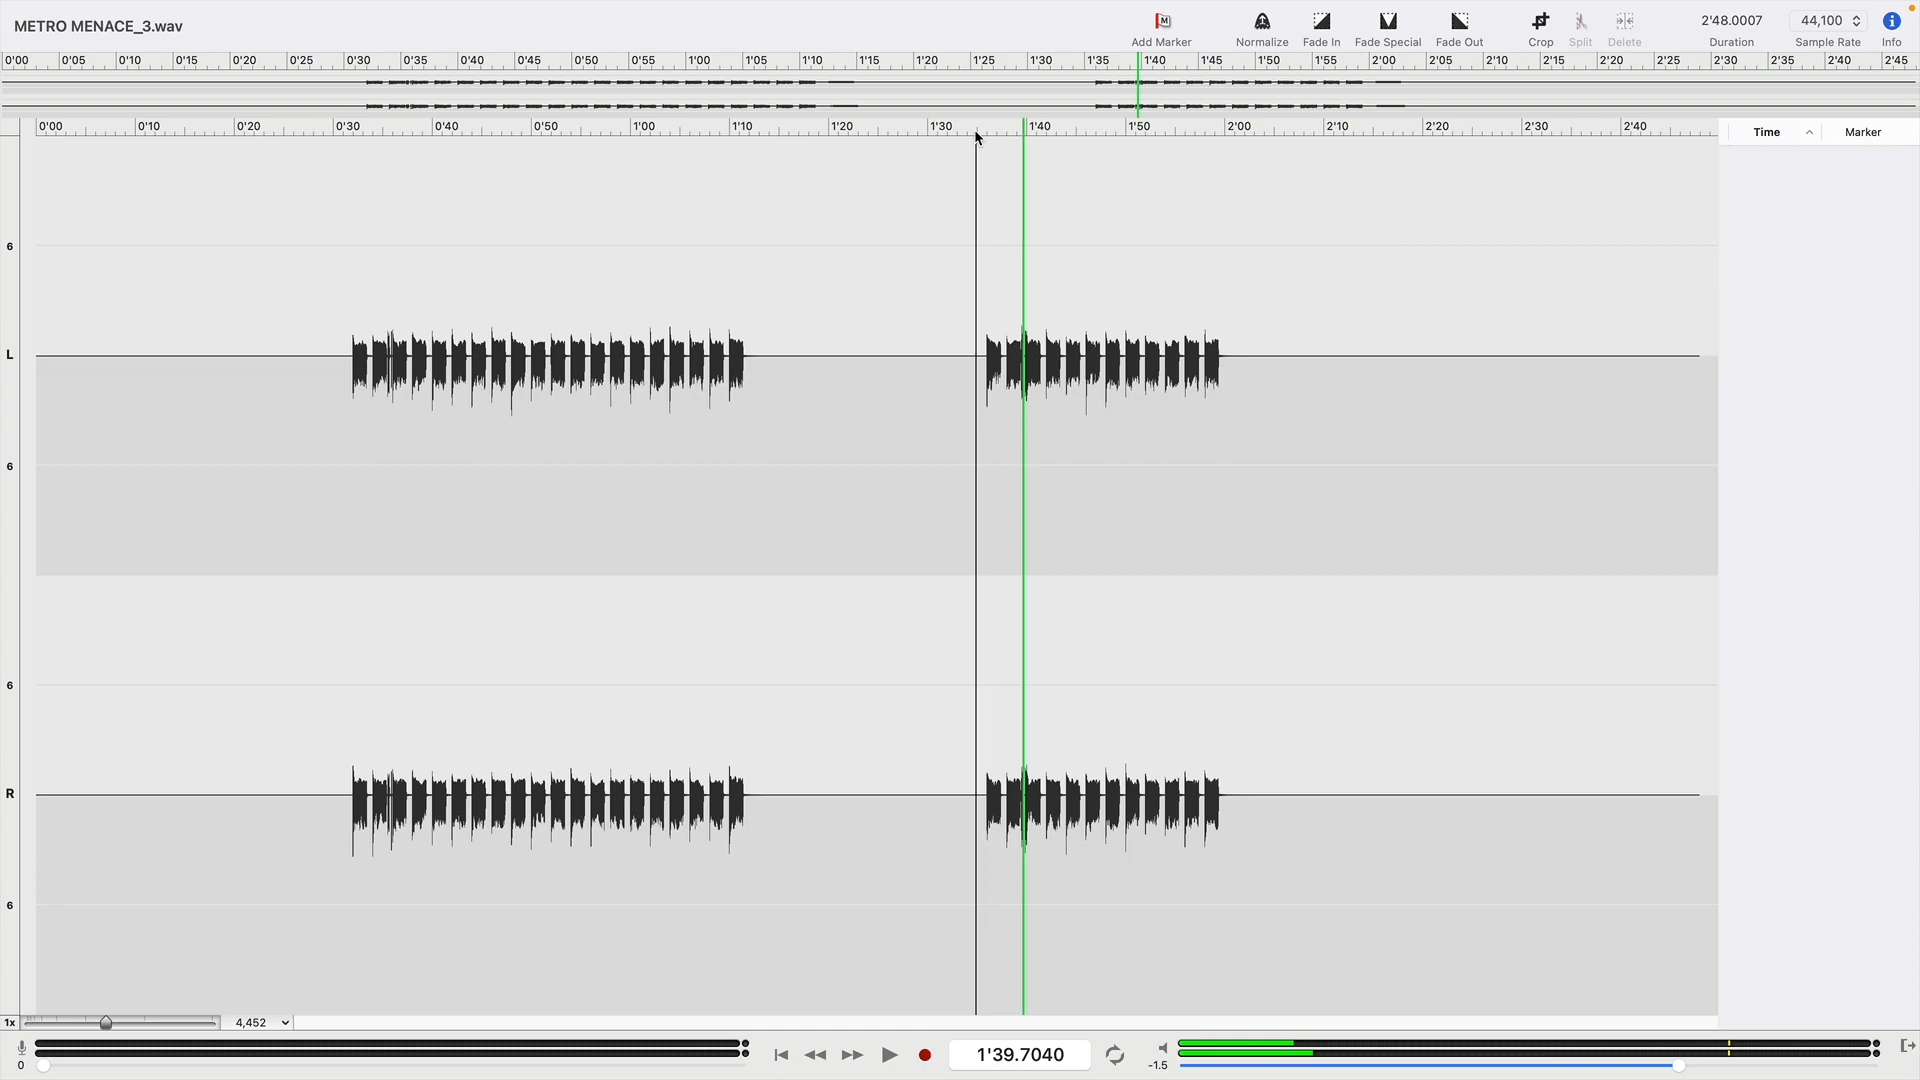 METRO MENACE_3.wav
Add Marker Normalize Fade In Fade Special Fade Out Crop Split Delete 2'48.0007 Duration 44,100 Sample Rate Info
0'00 0'05 0'10 0'15 0'20 0'25 0'30 0'35 0'40 0'45 0'50 0'55 1'00 1'05 1'10 1'15 1'20 1'25 1'30 1'35 1'40 1'45 1'50 1'55 2'00 2'05 2'10 2'15 2'20 2'25 2'30 2'35 2'40 2'45
0'00 0'10 0'20 0'30 0'40 0'50 1'00 1'10 1'20 1'30 1'40 1'50 2'00 2'10 2'20 2'30 2'40
Time Marker
6
L
6
6
R
6
1x 4,452
1'39.7040
0 -1.5